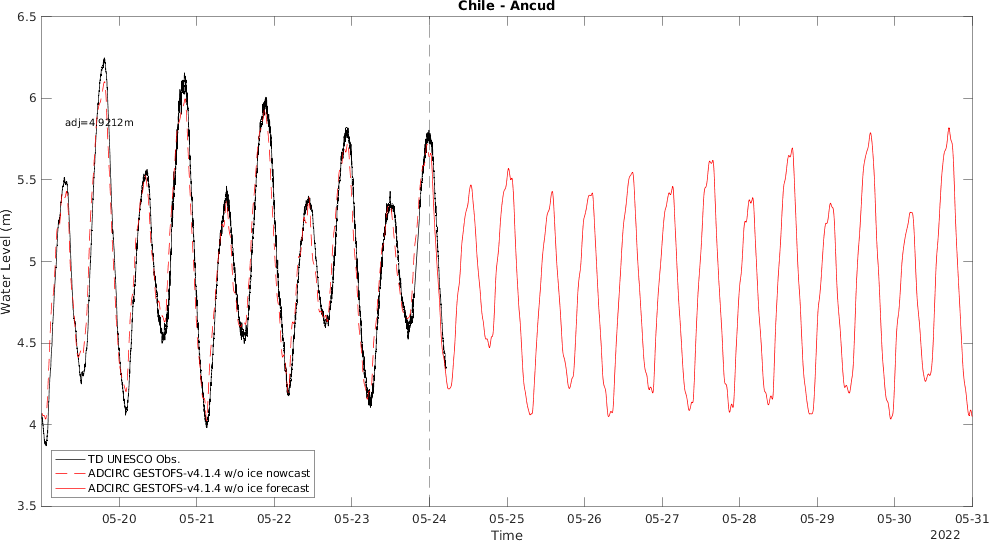 Chile - Ancud
6.5
6
5.5
5
4.5
4
3.5
Water Level (m)
adj=4.9212m
TD UNESCO Obs.
ADCIRC GESTOFS-v4.1.4 w/o ice nowcast
ADCIRC GESTOFS-v4.1.4 w/o ice forecast
05-20 05-21 05-22 05-23 05-24 05-25 05-26 05-27 05-28 05-29 05-30 05-31
Time
2022